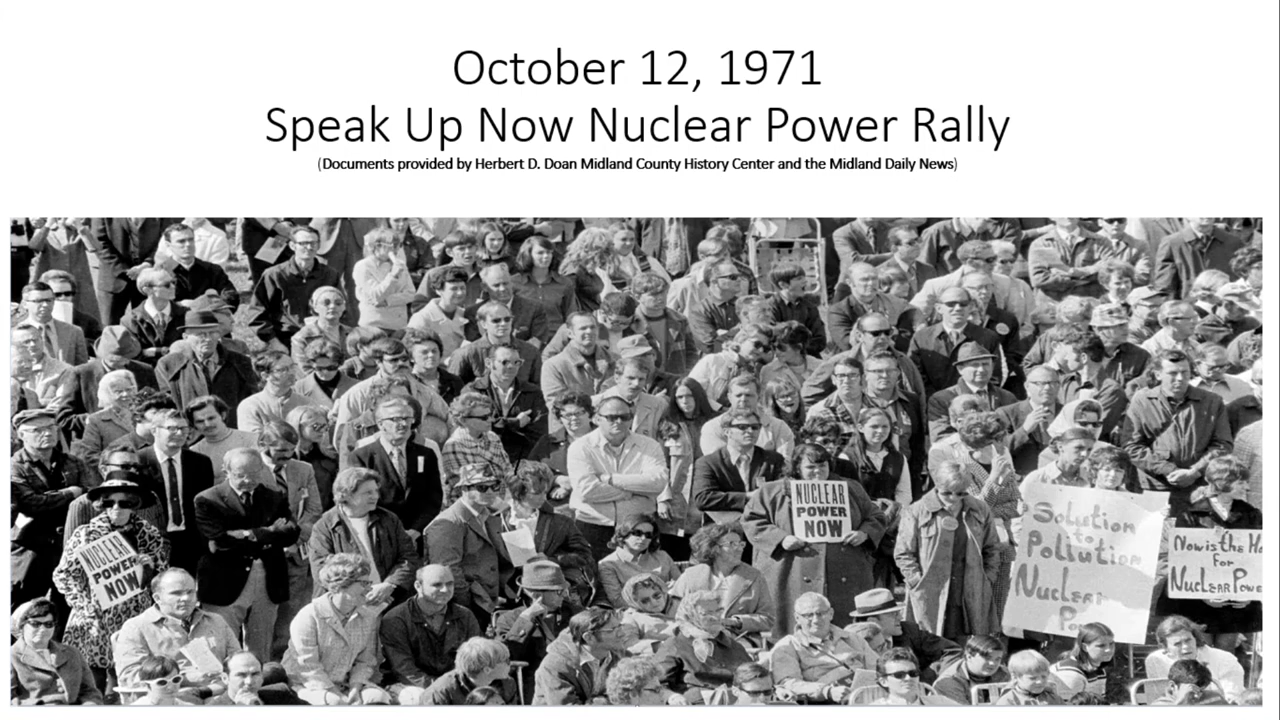 October 12, 1971
Speak Up Now Nuclear Power Rally
(Documents provided by Herbert D. Doan Midland County History Center and the Midland Daily News)
NUCLEAR
POWER
NOW
NUCLEAR
POWER
NOW
Solution
to
Pollution
Nuclear
Now is the
For
NucLEAR